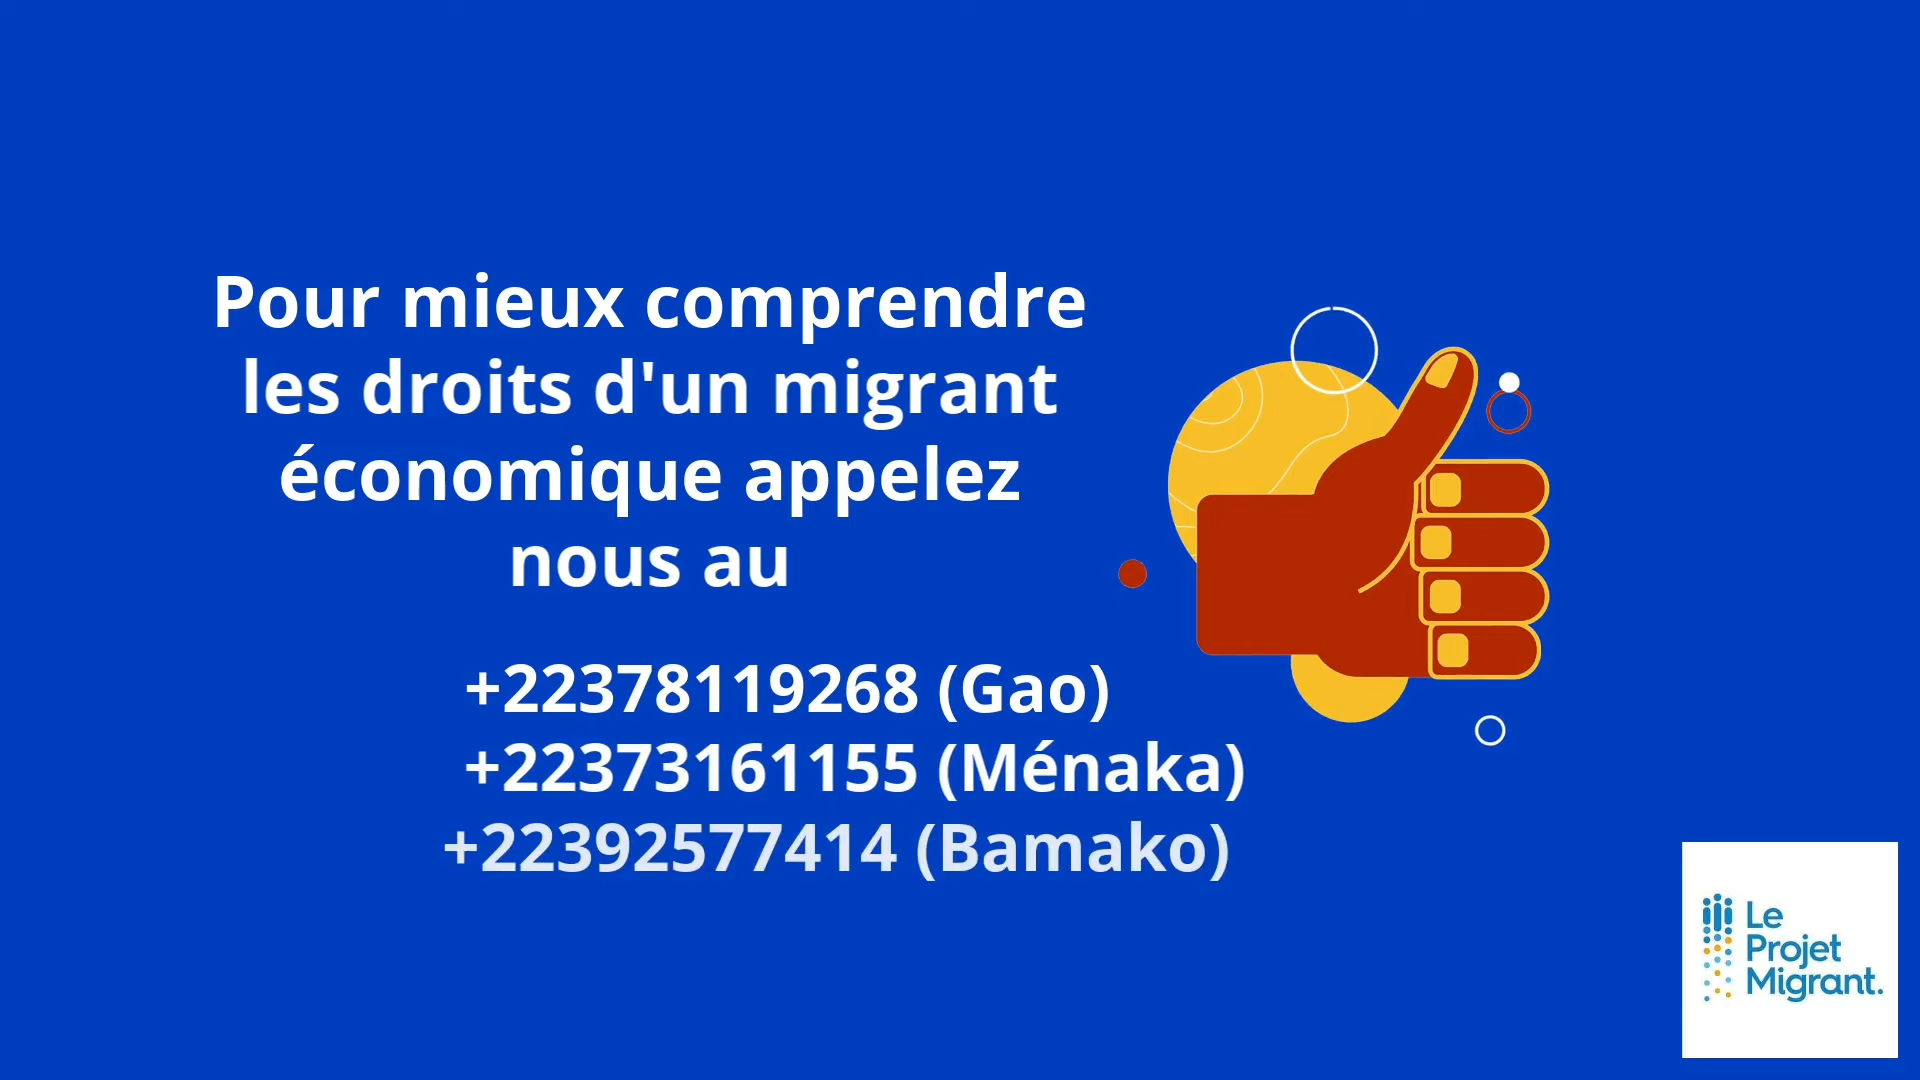 Pour mieux comprendre
les droits d'un migrant
économique appelez
nous au
+22378119268 (Gao)
+22373161155 (Ménaka)
+22392577414 (Bamako)
Le
Projet
Migrant.